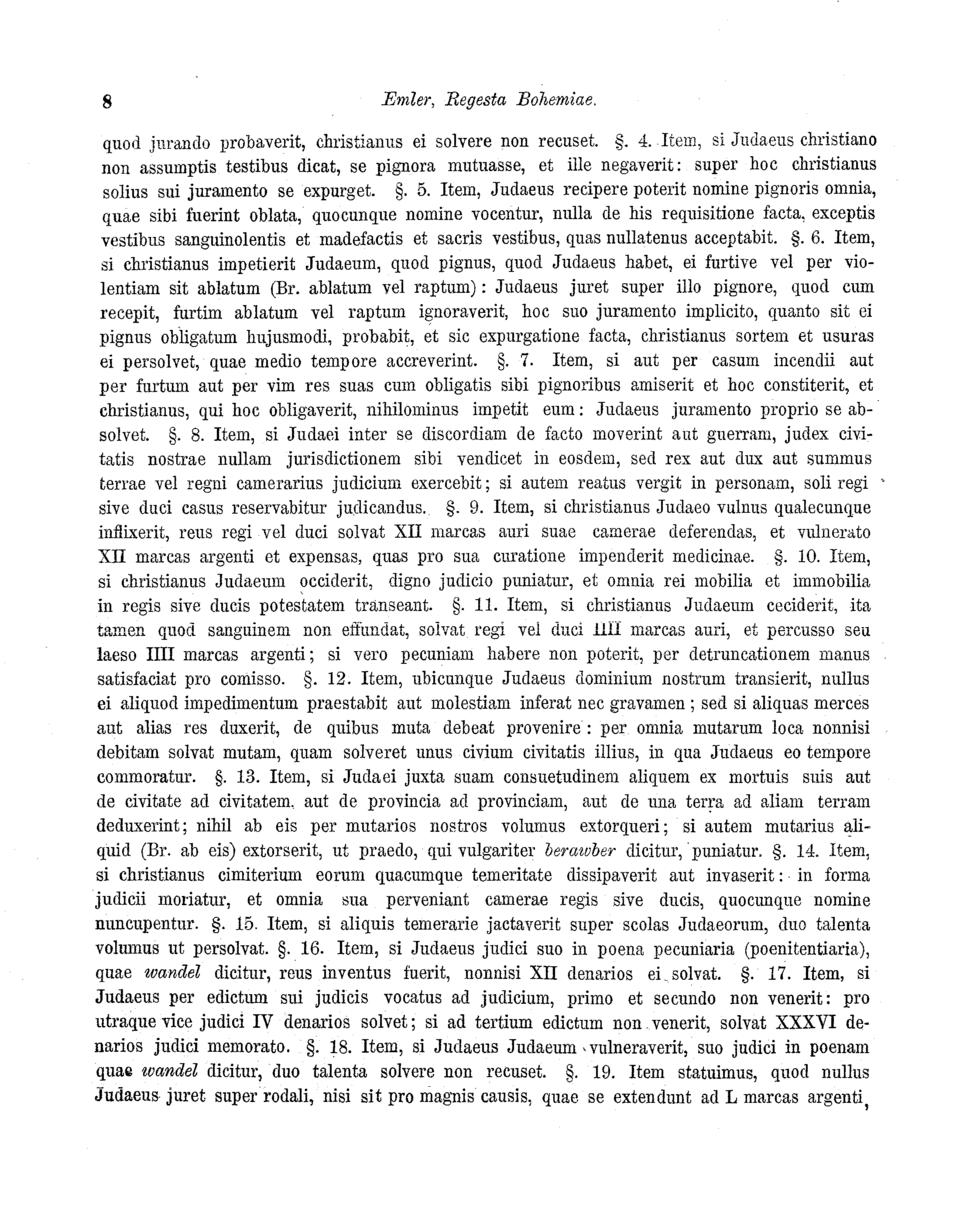 8
Emler, Regesta Bohemiae.
quod jurando probaverit, christianus ei solvere non recuset. §. 4. Item, si Judaeus christiano
non assumptis testibus dicat, se pignora mutuasse, et ille negaverit: super hoc christianus
solius sui juramento se expurget. §. 5. Item, Judaeus recipere poterit nomine pignoris omnia,
quae sibi fuerint oblata, quocunque nomine vocentur, nulla de his requisitione facta, exceptis
vestibus sanguinolentis et madefactis et sacris vestibus, quas nullatenus acceptabit. §. 6. Item,
si christianus impetierit Judaeum, quod pignus, quod Judaeus habet, ei furtive vel per vio-
lentiam sit ablatum (Br. ablatum vel raptum): Judaeus juret super illo pignore, quod cum
recepit, furtim ablatum vel raptum ignoraverit, hoc suo juramento implicito, quanto sit ei
pignus obligatum hujusmodi, probabit, et sic expurgatione facta, christianus sortem et usuras
ei persolvet, quae medio tempore accreverint. §. 7. Item, si aut per casum incendii aut
per furtum aut per vim res suas cum obligatis sibi pignoribus amiserit et hoc constiterit, et
christianus, qui hoc obligaverit, nihilominus impetit eum: Judaeus juramento proprio se ab-
solvet. §. 8. Item, si Judaei inter se discordiam de facto moverint aut guerram, judex civi-
tatis nostrae nullam jurisdictionem sibi vendicet in eosdem, sed rex aut dux aut summus
terrae vel regni camerarius judicium exercebit; si autem reatus vergit in personam, soli regi
sive duci casus reservabitur judicandus. §. 9. Item, si christianus Judaeo vulnus qualecunque
inflixerit, reus regi vel duci solvat XII marcas auri suae camerae deferendas, et vulnerato
XII marcas argenti et expensas, quas pro sua curatione impenderit medicinae. §. 10. Item,
si christianus Judaeum occiderit, digno judicio puniatur, et omnia rei mobilia et immobilia
in regis sive ducis potestatem transeant. §. 11. Item, si christianus Judaeum ceciderit, ita
tamen quod sanguinem non effundat, solvat regi vel duci IIII marcas auri, et percusso seu
laeso IIII marcas argenti; si vero pecuniam habere non poterit, per detruncationem manus
satisfaciat pro comisso. §. 12. Item, ubicunque Judaeus dominium nostrum transierit, nullus
ei aliquod impedimentum praestabit aut molestiam inferat nec gravamen; sed si aliquas merces
aut alias res duxerit, de quibus muta debeat provenire: per omnia mutarum loca nonnisi
debitam solvat mutam, quam solveret unus civium civitatis illius, in qua Judaeus eo tempore
commoratur. §. 13. Item, si Judaei juxta suam consuetudinem aliquem ex mortuis suis aut
de civitate ad civitatem, aut de provincia ad provinciam, aut de una terra ad aliam terram
deduxerint; nihil ab eis per mutarios nostros volumus extorqueri; si autem mutarius ali-
quid (Br. ab eis) extorserit, ut praedo, qui vulgariter berawber dicitur, puniatur. §. 14. Item,
si christianus cimiterium eorum quacumque temeritate dissipaverit aut invaserit: in forma
judicii moriatur, et omnia sua perveniant camerae regis sive ducis, quocunque nomine
nuncupentur. §. 15. Item, si aliquis temerarie jactaverit super scolas Judaeorum, duo talenta
volumus ut persolvat. §. 16. Item, si Judaeus judici suo in poena pecuniaria (poenitentiaria),
quae wandel dicitur, reus inventus fuerit, nonnisi XII denarios ei solvat. §. 17. Item, si
Judaeus per edictum sui judicis vocatus ad judicium, primo et secundo non venerit: pro
utraque vice judici IV denarios solvet; si ad tertium edictum non venerit, solvat XXXVI de-
narios judici memorato. §. 18. Item, si Judaeus Judaeum vulneraverit, suo judici in poenam
quae wandel dicitur, duo talenta solvere non recuset. §. 19. Item statuimus, quod nullus
Judaeus juret super rodali, nisi sit pro magnis causis, quae se extendunt ad L marcas argenti,